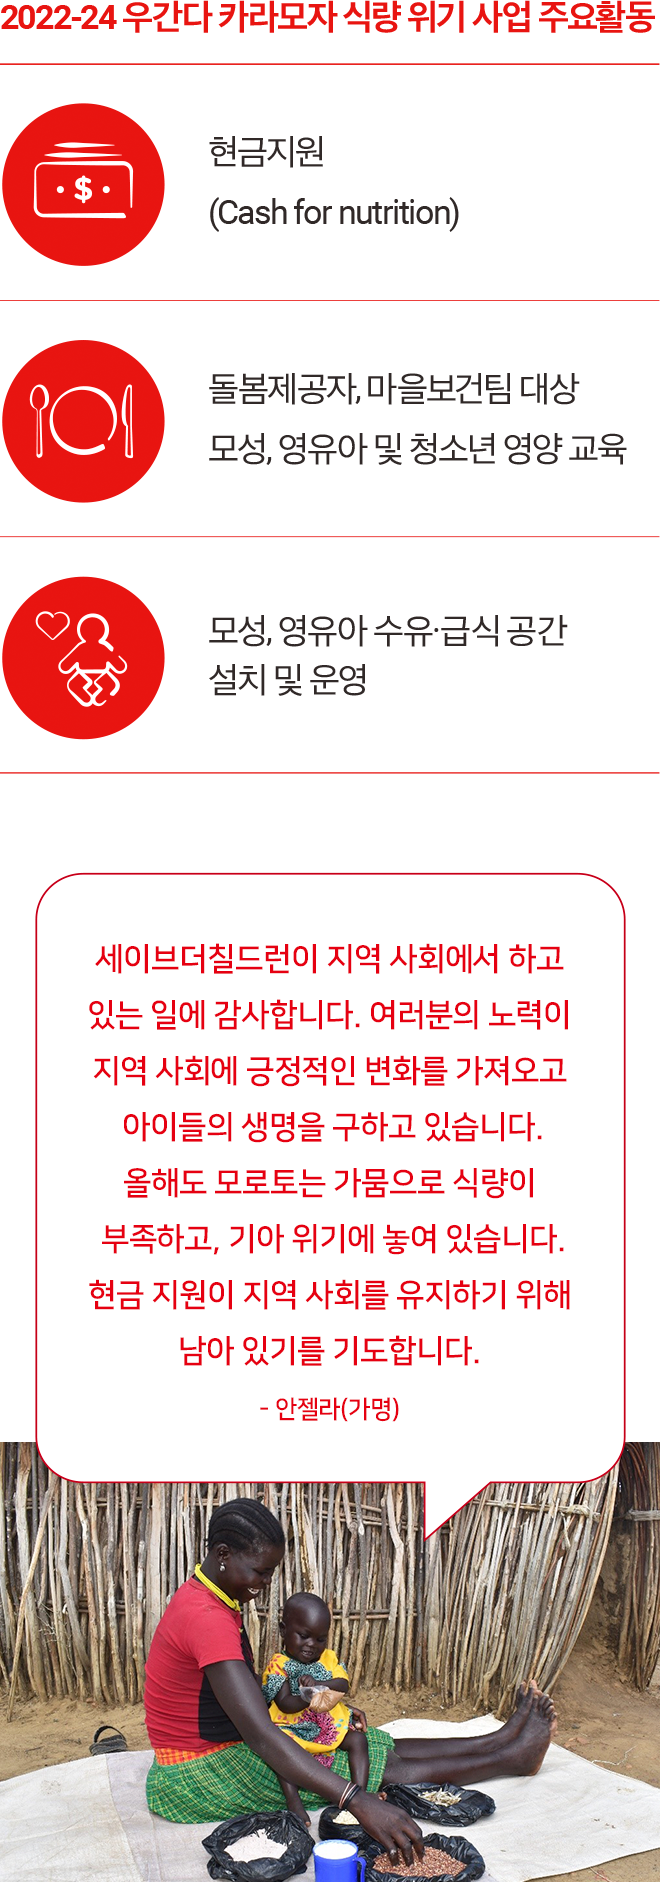 2022-24 우간다 카라모자 식량 위기 사업 주요활동
현금지원
(Cash for nutrition)
돌봄제공자, 마을보건팀 대상
모성, 영유아 및 청소년 영양 교육
모성, 영유아 수유·급식 공간
설치 및 운영
세이브더칠드런이 지역 사회에서 하고
있는 일에 감사합니다. 여러분의 노력이
지역 사회에 긍정적인 변화를 가져오고
아이들의 생명을 구하고 있습니다.
올해도 모로토는 가뭄으로 식량이
부족하고, 기아 위기에 놓여 있습니다.
현금 지원이 지역 사회를 유지하기 위해
남아 있기를 기도합니다.
- 안젤라(가명)
$